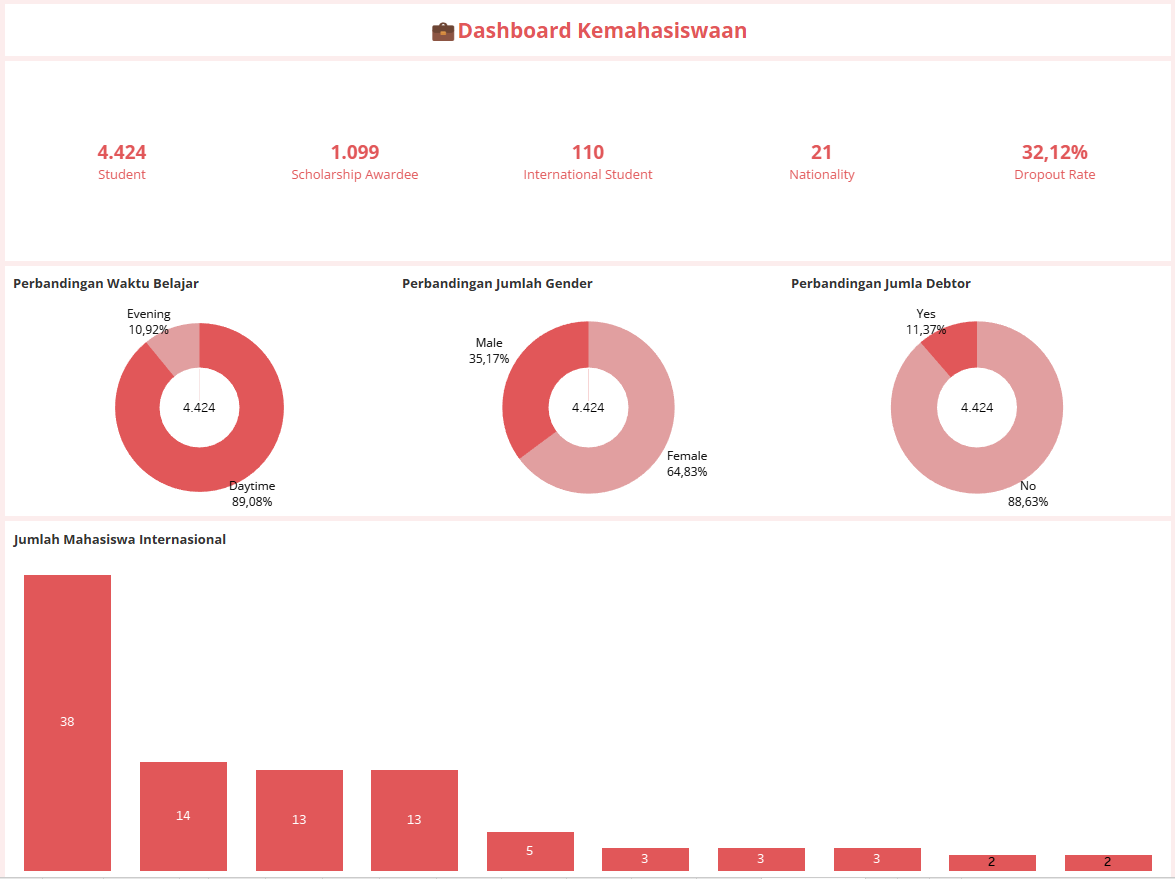 Dashboard Kemahasiswaan
4.424
Student
1.099
Scholarship Awardee
110
International Student
21
Nationality
32,12%
Dropout Rate
Perbandingan Waktu Belajar
Evening
10,92%
4.424
Daytime
89,08%
Perbandingan Jumlah Gender
Male
35,17%
4.424
Female
64,83%
Perbandingan Jumla Debtor
Yes
11,37%
4.424
No
88,63%
Jumlah Mahasiswa Internasional
38
14
13
13
5
3
3
3
2
2